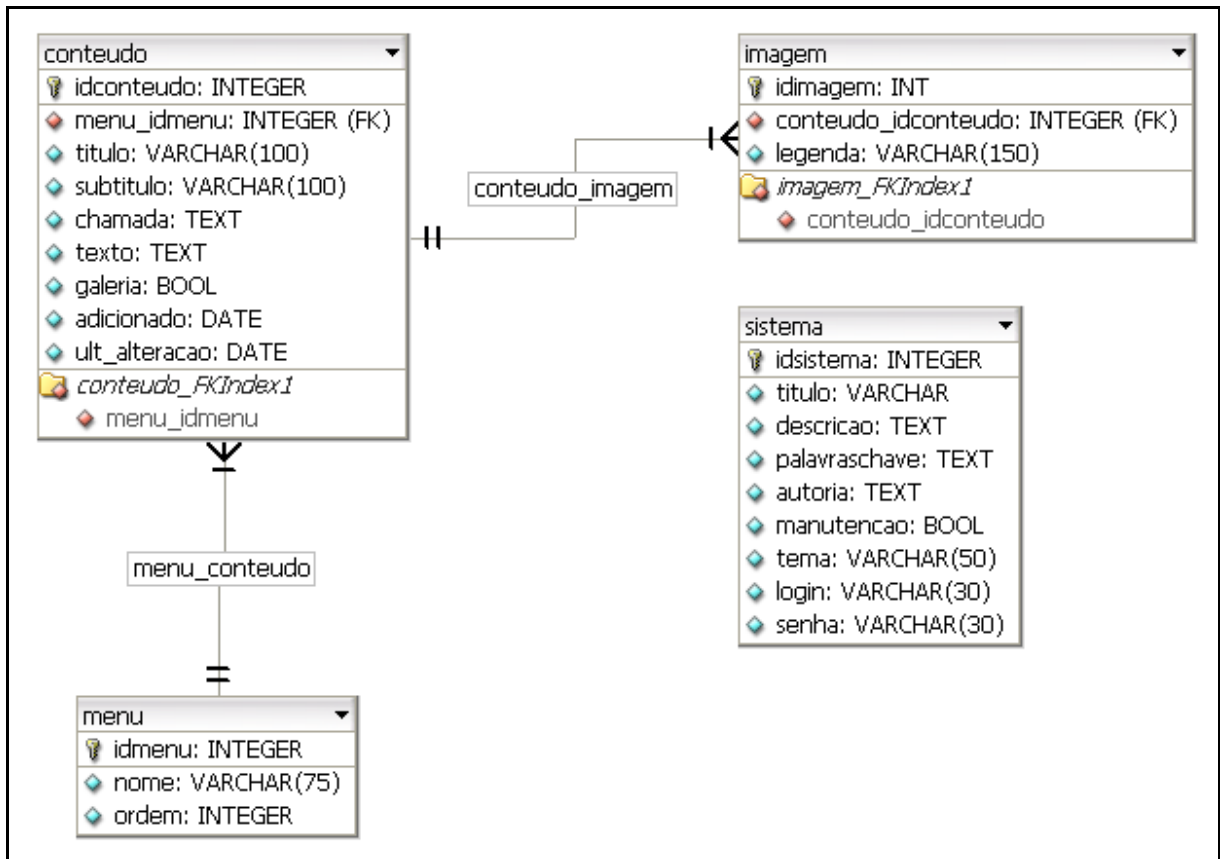 conteudo
idconteudo: INTEGER
menu_idmenu: INTEGER (FK)
titulo: VARCHAR(100)
subtitulo: VARCHAR(100)
chamada: TEXT
texto: TEXT
galeria: BOOL
adicionado: DATE
ult_alteracao: DATE
conteudo_FKIndex1
menu_idmenu
conteudo_imagem
imagem
idimagem: INT
conteudo_idconteudo: INTEGER (FK)
legenda: VARCHAR(150)
imagem_FKIndex1
conteudo_idconteudo
sistema
idsistema: INTEGER
titulo: VARCHAR
descricao: TEXT
palavraschave: TEXT
autoria: TEXT
manutencao: BOOL
tema: VARCHAR(50)
login: VARCHAR(30)
senha: VARCHAR(30)
menu_conteudo
menu
idmenu: INTEGER
nome: VARCHAR(75)
ordem: INTEGER